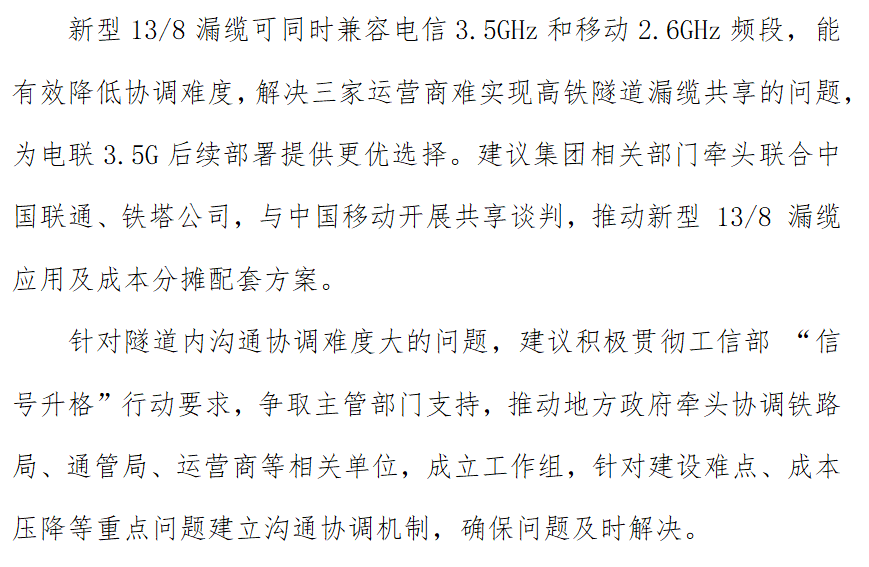 新型 13/8 漏缆可同时兼容电信 3.5GHz 和移动 2.6GHz 频段，能
有效降低协调难度，解决三家运营商难实现高铁隧道漏缆共享的问题，
为电联 3.5G 后续部署提供更优选择。建议集团相关部门牵头联合中
国联通、铁塔公司，与中国移动开展共享谈判，推动新型 13/8 漏缆
应用及成本分摊配套方案。
针对隧道内沟通协调难度大的问题，建议积极贯彻工信部 “信
号升格”行动要求，争取主管部门支持，推动地方政府牵头协调铁路
局、通管局、运营商等相关单位，成立工作组，针对建设难点、成本
压降等重点问题建立沟通协调机制，确保问题及时解决。